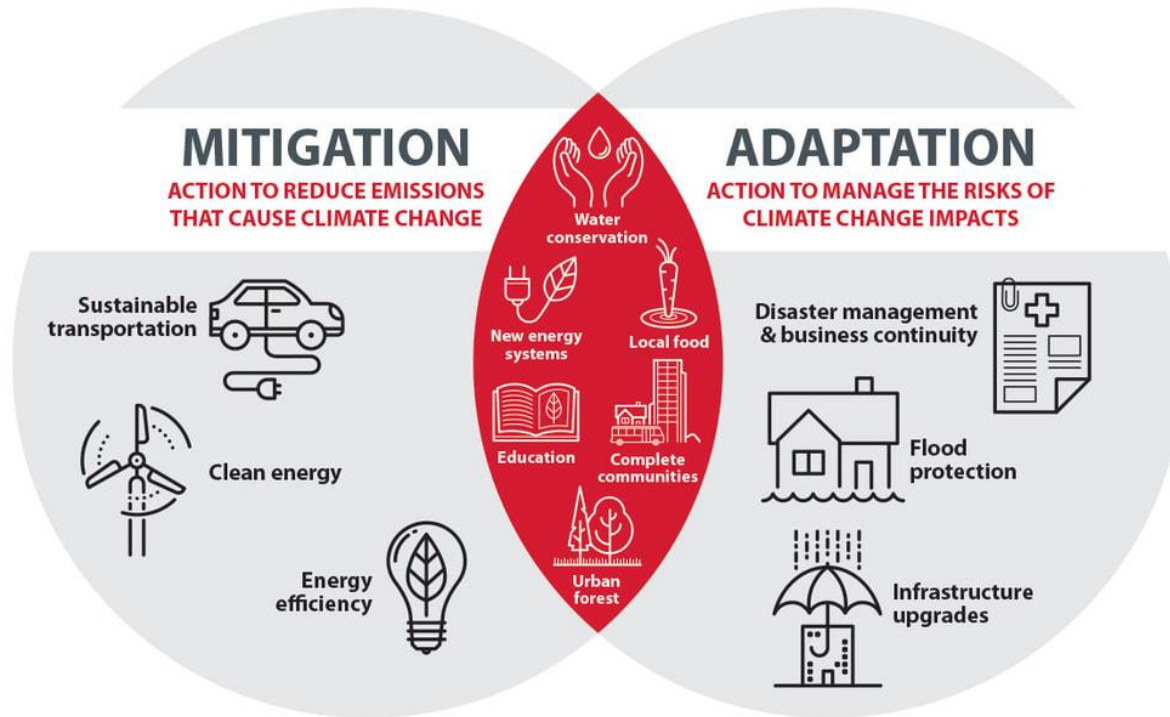 MITIGATION
ACTION TO REDUCE EMISSIONS
THAT CAUSE CLIMATE CHANGE
Sustainable
transportation
Clean energy
Energy
efficiency
Water
conservation
New energy
systems
Local food
Education
Complete
communities
Urban
forest
ADAPTATION
ACTION TO MANAGE THE RISKS OF
CLIMATE CHANGE IMPACTS
Disaster management
& business continuity
Flood
protection
Infrastructure
upgrades